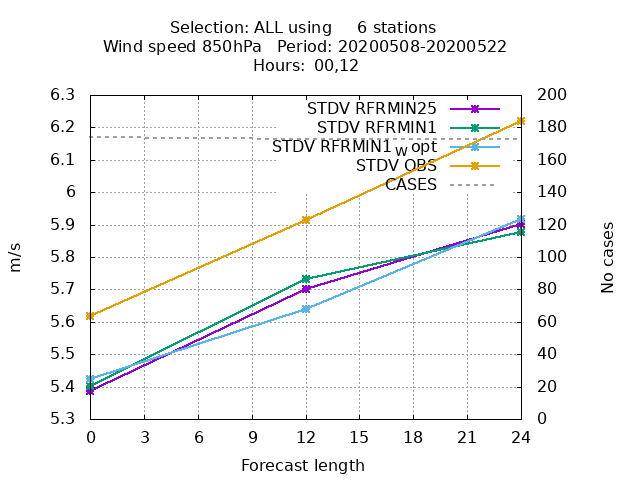 Selection: ALL using 6 stations
Wind speed 850hPa Period: 20200508-20200522
Hours: 00,12
STDV RFRMIN25
STDV RFRMIN1
STDV RFRMIN1_W opt
STDV OBS
CASES
6.3
6.2
6.1
6
5.9
5.8
5.7
5.6
5.5
5.4
5.3
m/s
200
180
160
140
120
100
80
60
40
20
0
No cases
0 3 6 9 12 15 18 21 24
Forecast length